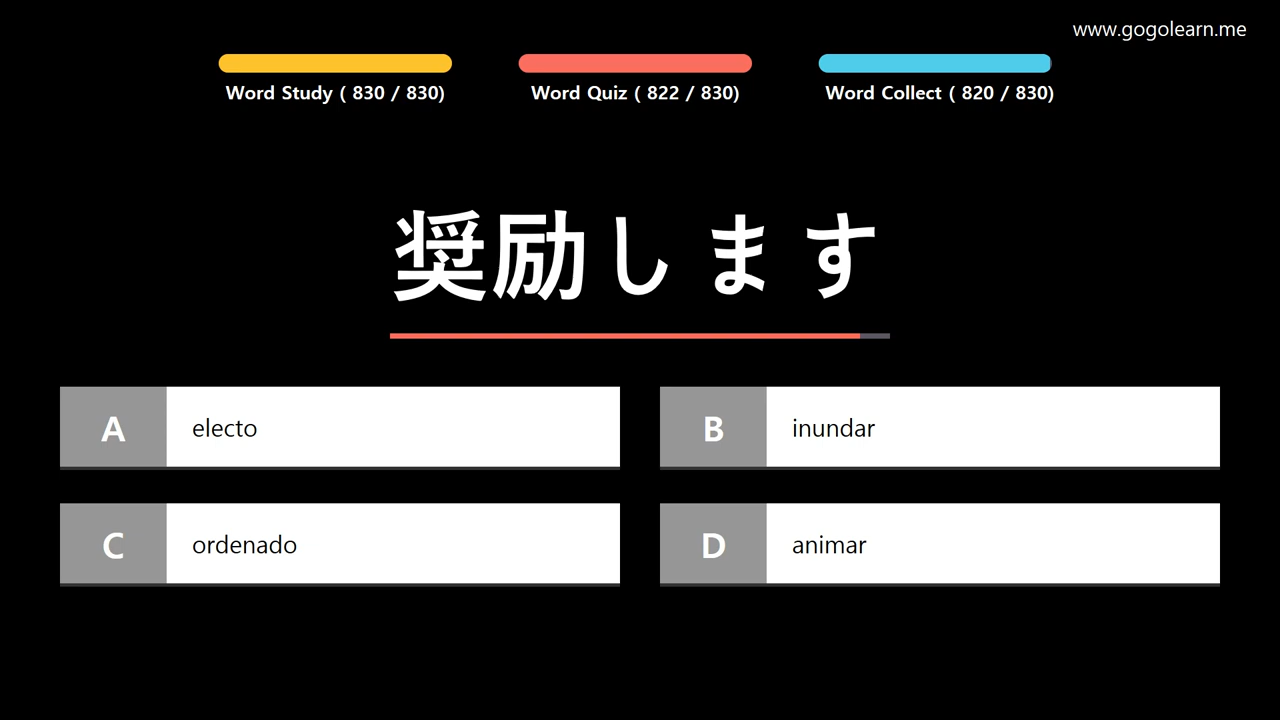 www.gogolearn.me
Word Study ( 830 / 830)
Word Quiz ( 822 / 830)
Word Collect ( 820 / 830)
奨励します
A electo
B inundar
C ordenado
D animar